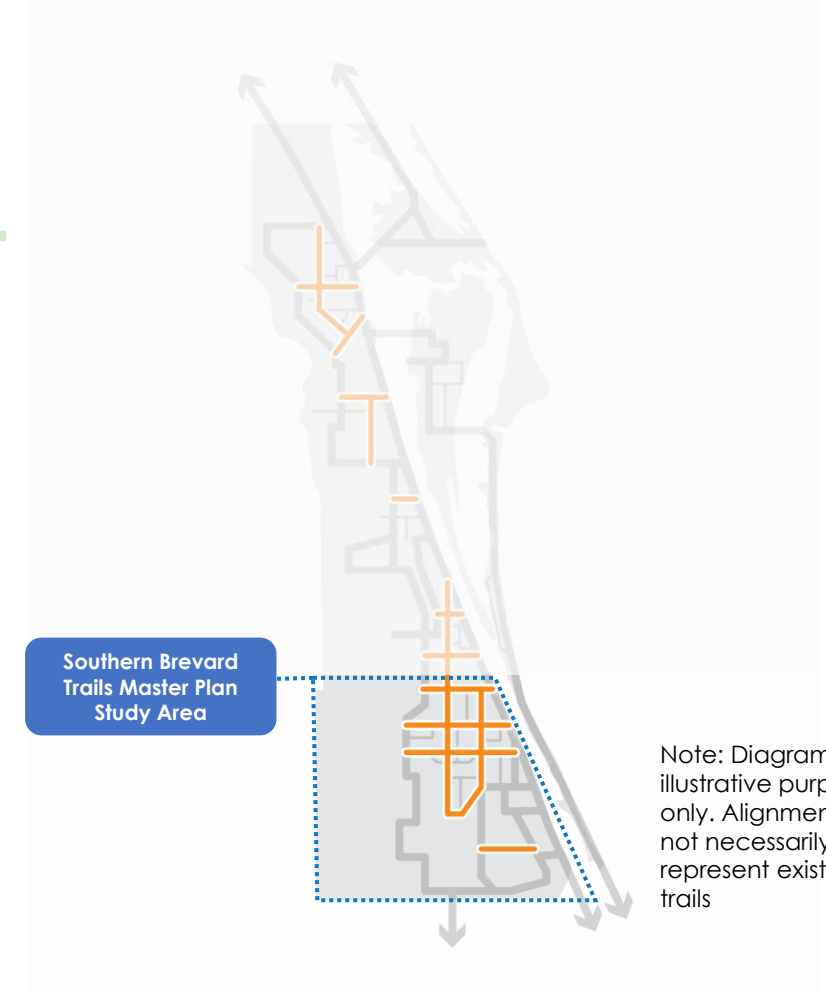 Southern Brevard
Trails Master Plan
Study Area
Note: Diagram
illustrative purp
only. Alignmen
not necessarily
represent exist
trails